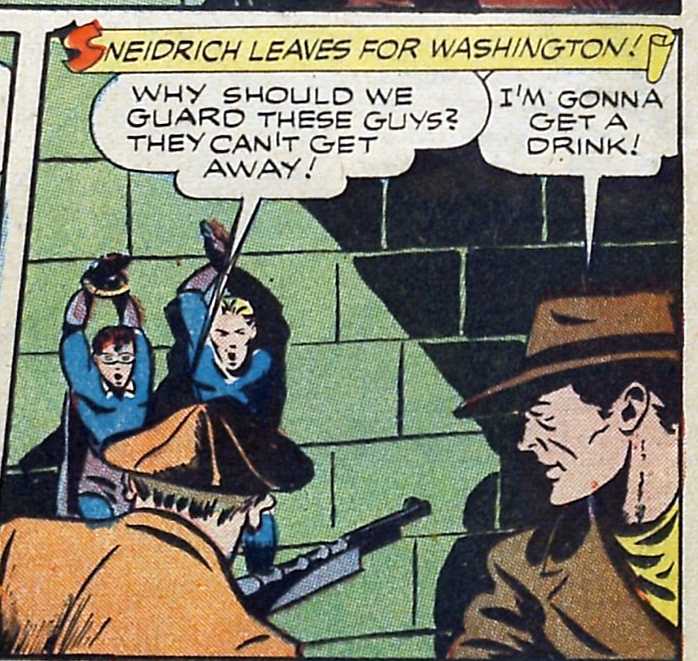 SNEIDRICH LEAVES FOR WASHINGTON!
WHY SHOULD WE
GUARD THESE GUYS?
THEY CAN'T GET
AWAY!
I'M GONNA
GET A
DRINK!